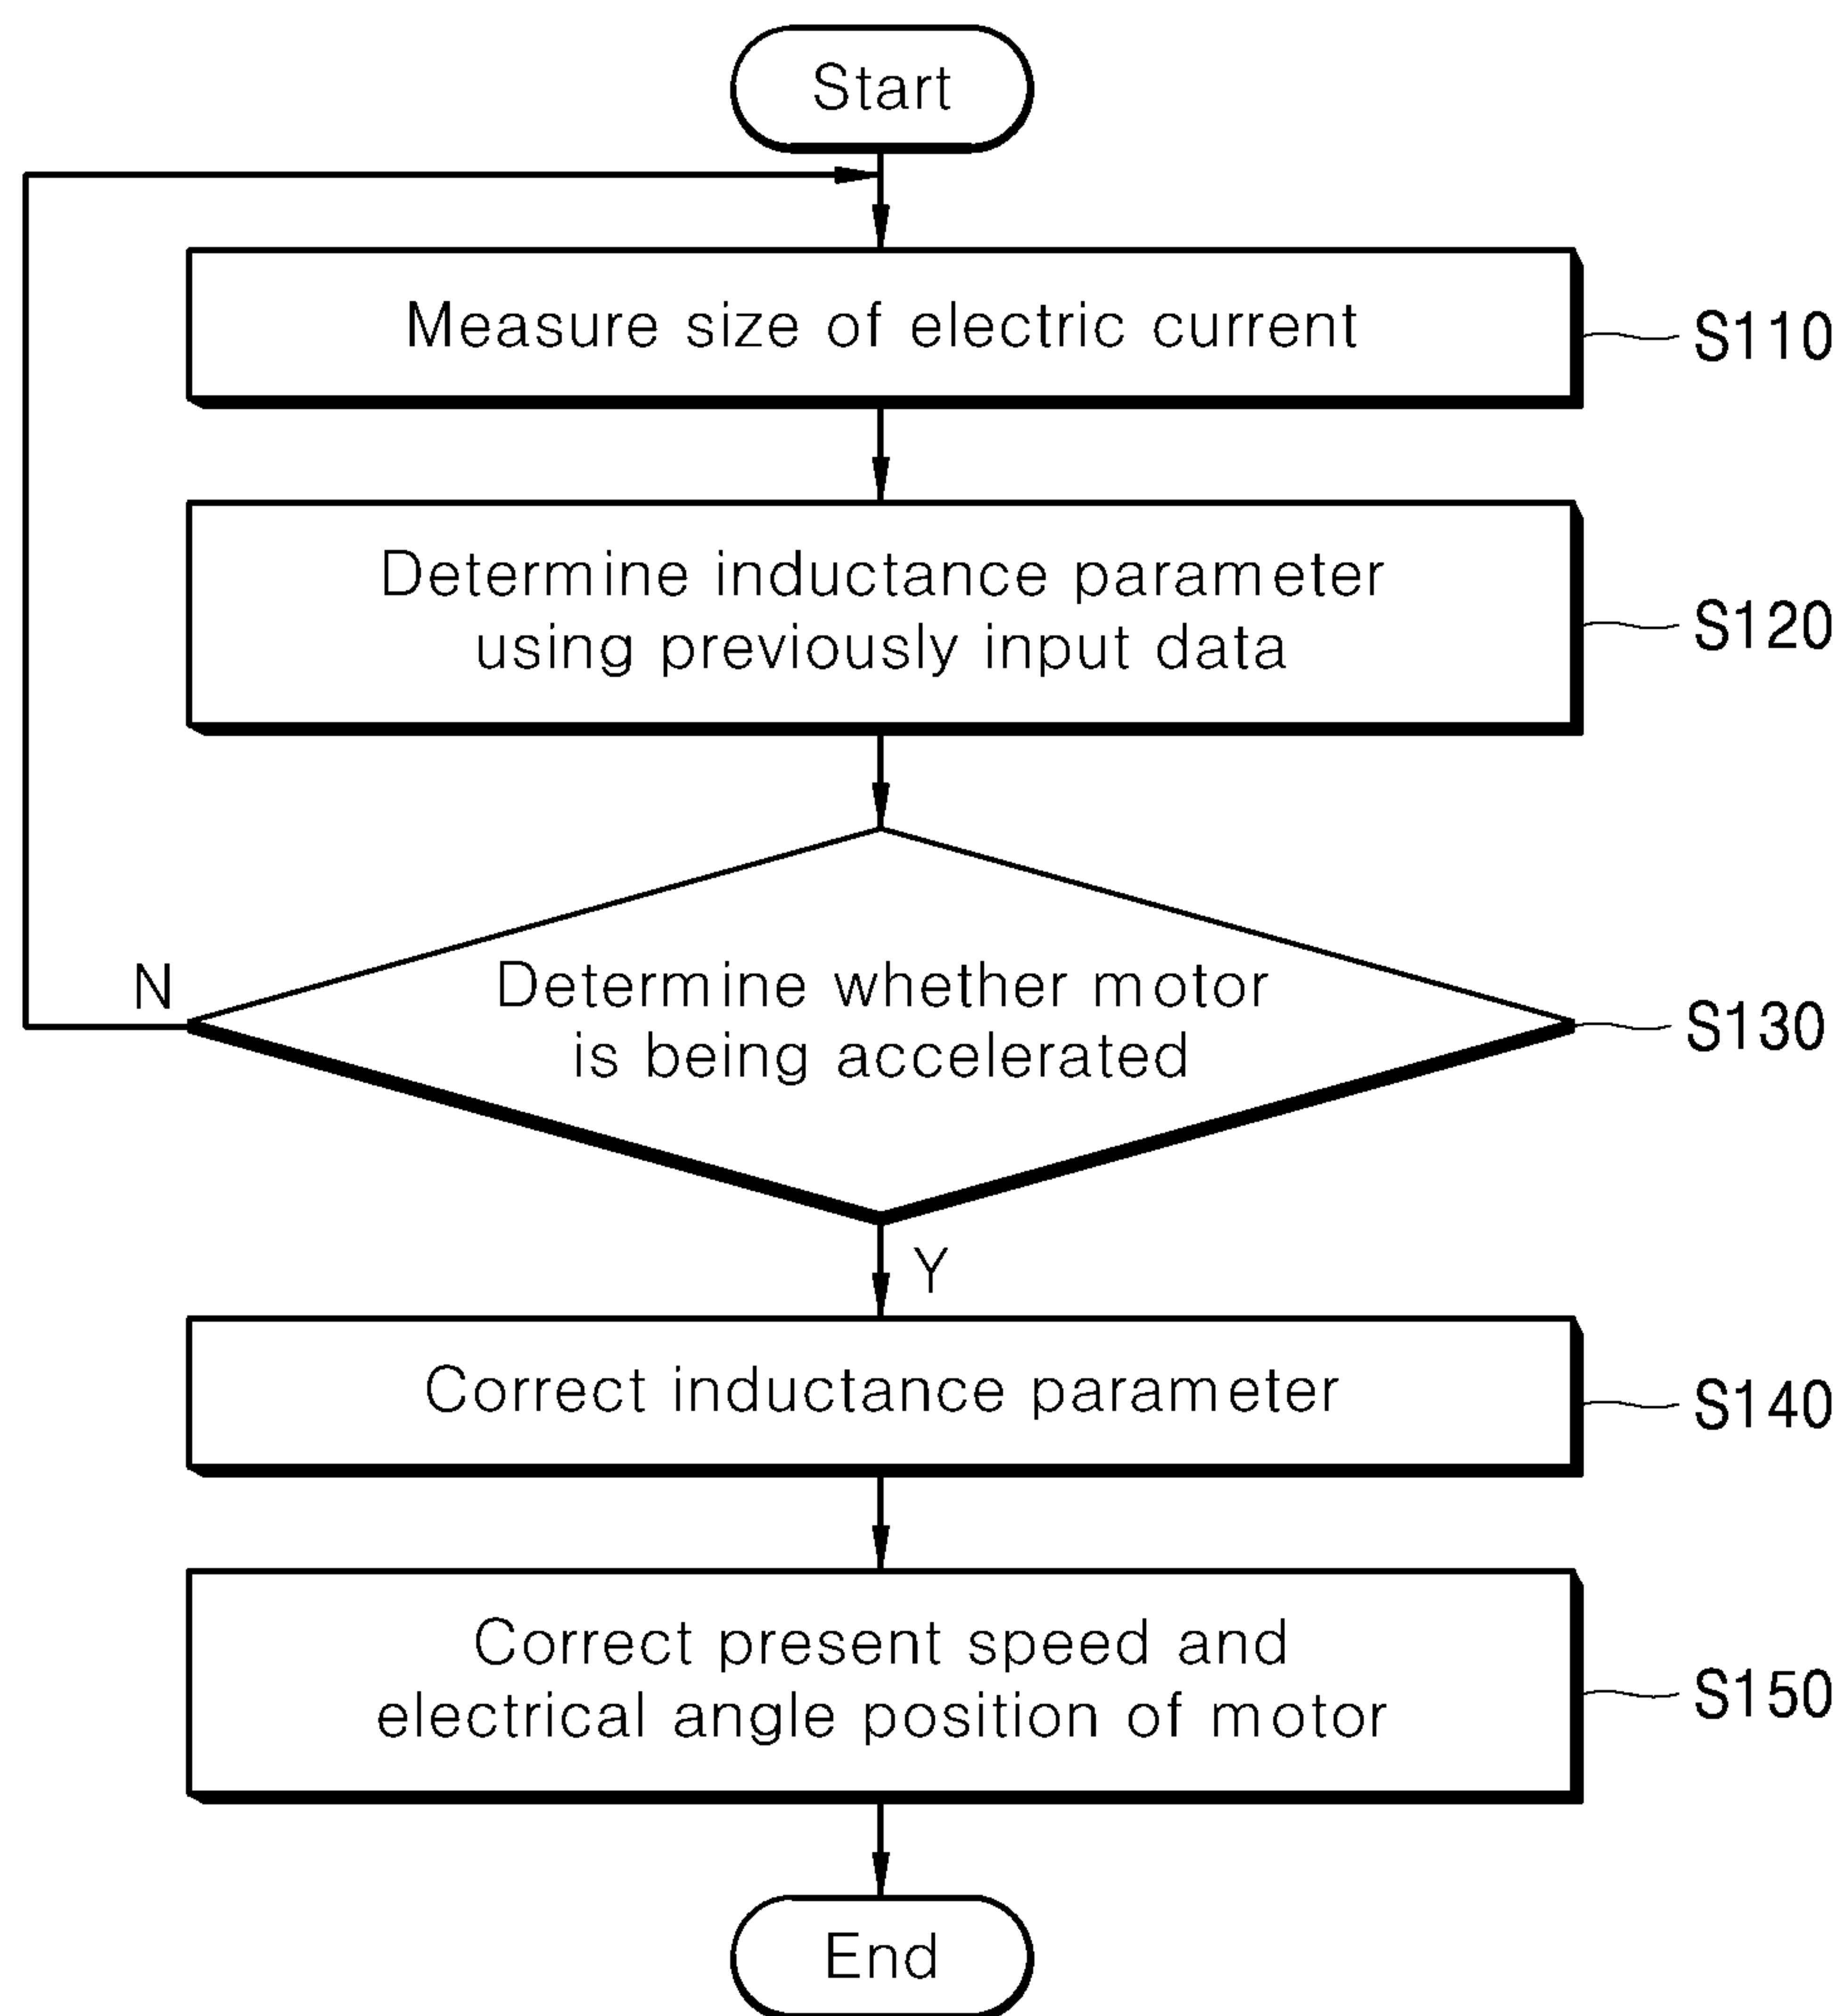 Start
Measure size of electric current
S110
Determine inductance parameter
using previously input data
S120
N
Determine whether motor
is being accelerated
S130
Y
Correct inductance parameter
S140
Correct present speed and
electrical angle position of motor
S150
End